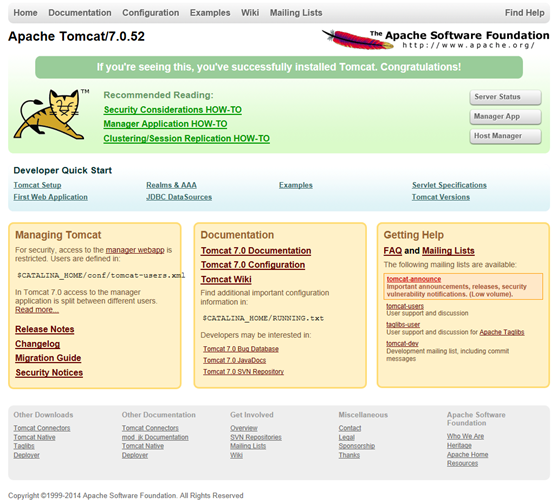 Home Documentation Configuration Examples Wiki Mailing Lists Find Help
Apache Tomcat/7.0.52
The Apache Software Foundation
http://www.apache.org/
If you're seeing this, you've successfully installed Tomcat. Congratulations!
TM
Recommended Reading:
Security Considerations HOW-TO
Manager Application HOW-TO
Clustering/Session Replication HOW-TO
Server Status
Manager App
Host Manager
Developer Quick Start
Tomcat Setup
First Web Application
Realms & AAA
JDBC DataSources
Examples
Servlet Specifications
Tomcat Versions
Managing Tomcat
For security, access to the manager webapp is
restricted. Users are defined in:
$CATALINA_HOME/conf/tomcat-users.xml
In Tomcat 7.0 access to the manager
application is split between different users.
Read more...
Release Notes
Changelog
Migration Guide
Security Notices
Documentation
Tomcat 7.0 Documentation
Tomcat 7.0 Configuration
Tomcat Wiki
Find additional important configuration
information in:
$CATALINA_HOME/RUNNING.txt
Developers may be interested in:
Tomcat 7.0 Bug Database
Tomcat 7.0 JavaDocs
Tomcat 7.0 SVN Repository
Getting Help
FAQ and Mailing Lists
The following mailing lists are available:
tomcat-announce
Important announcements, releases, security
vulnerability notifications. (Low volume).
tomcat-users
User support and discussion
taglibs-user
User support and discussion for Apache Taglibs
tomcat-dev
Development mailing list, including commit
messages
Other Downloads
Tomcat Connectors
Tomcat Native
Taglibs
Deployer
Other Documentation
Tomcat Connectors
mod_jk Documentation
Tomcat Native
Deployer
Get Involved
Overview
SVN Repositories
Mailing Lists
Wiki
Miscellaneous
Contact
Legal
Sponsorship
Thanks
Apache Software
Foundation
Who We Are
Heritage
Apache Home
Resources
Copyright ©1999-2014 Apache Software Foundation. All Rights Reserved